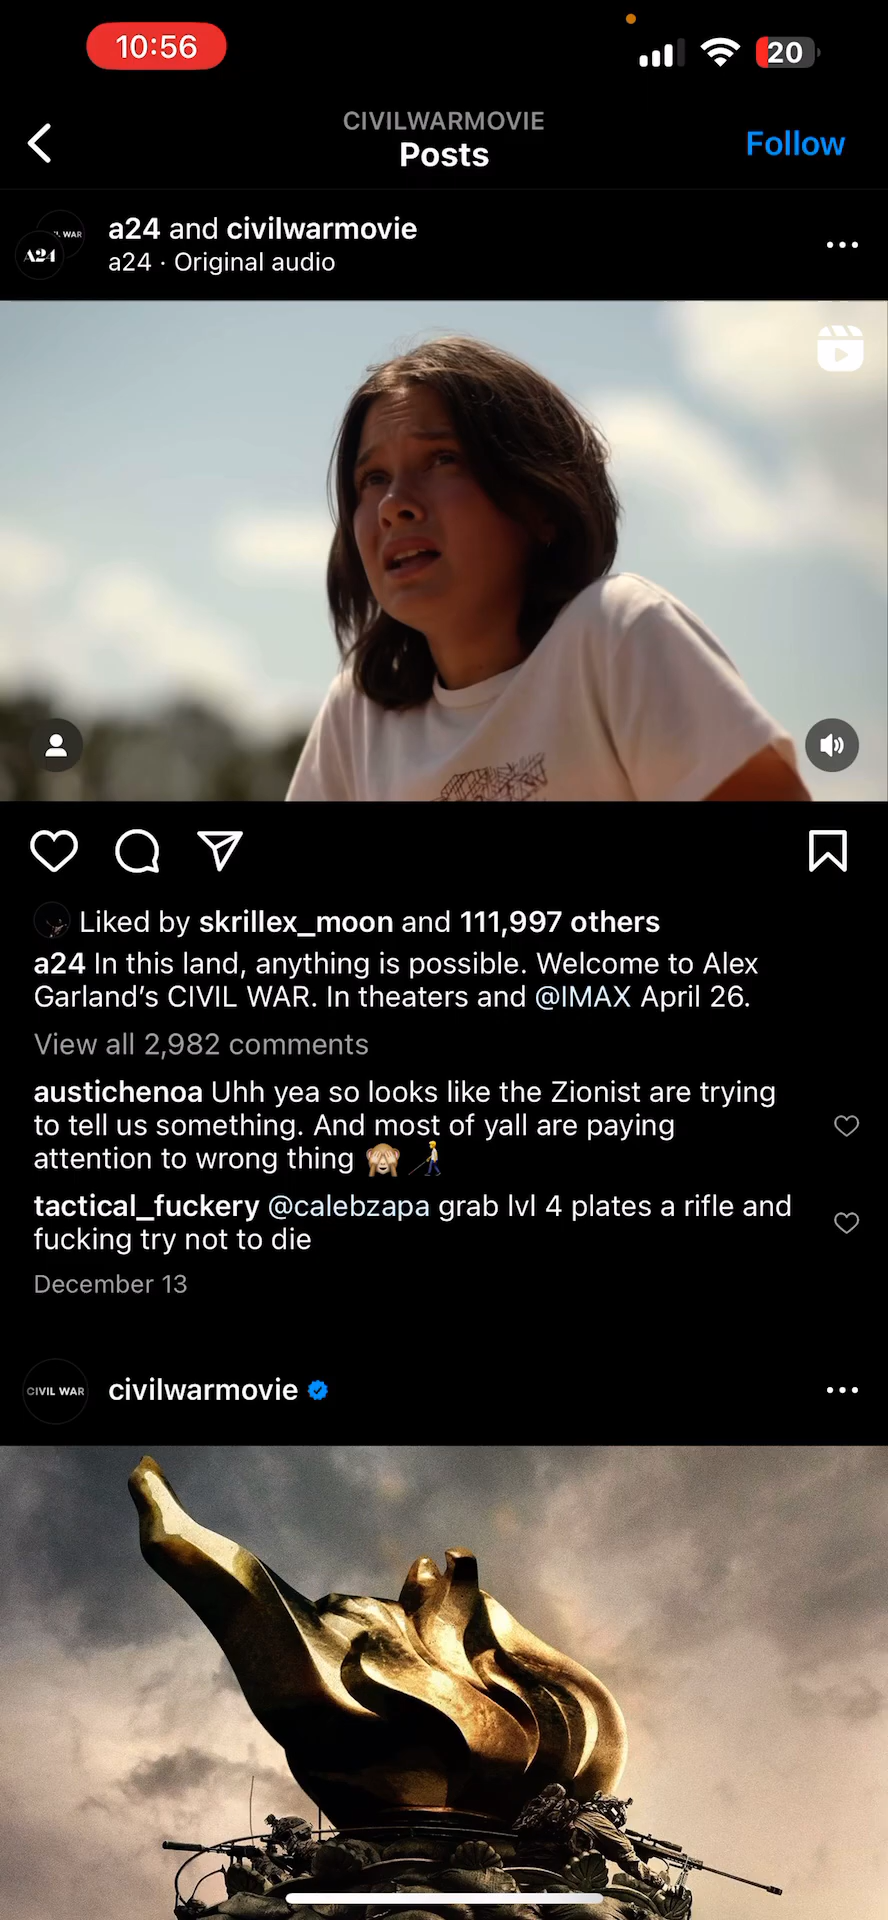 10:56
20
CIVILWARMOVIE
Posts
Follow
WAR
A24
a24 and civilwarmovie
a24 · Original audio
Liked by skrillex_moon and 111,997 others
a24 In this land, anything is possible. Welcome to Alex
Garland's CIVIL WAR. In theaters and @IMAX April 26.
View all 2,982 comments
austichenoa Uhh yea so looks like the Zionist are trying
to tell us something. And most of yall are paying
attention to wrong thing 🙈 👨‍🦯
tactical_fuckery @calebzapa grab lvl 4 plates a rifle and
fucking try not to die
December 13
CIVIL WAR
civilwarmovie